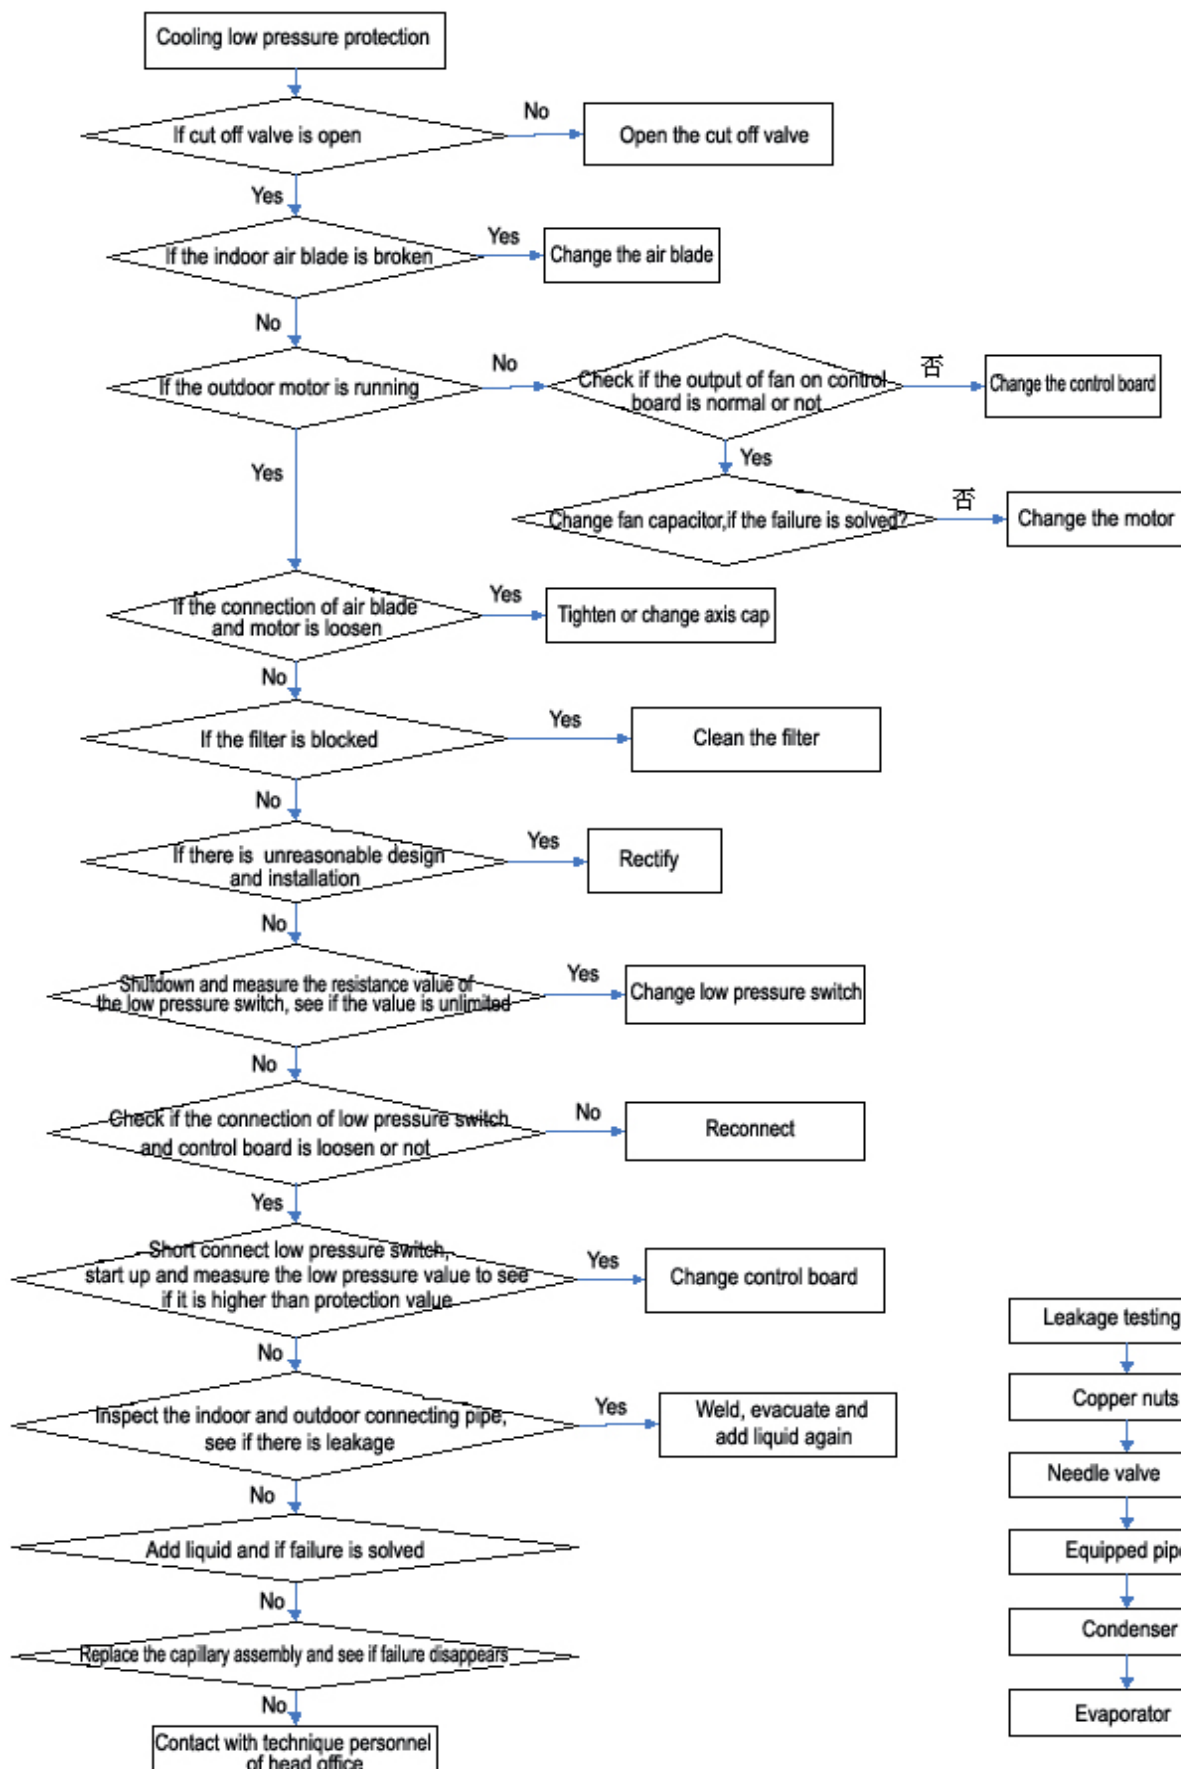 Cooling low pressure protection
No
If cut off valve is open
Open the cut off valve
Yes
Yes
If the indoor air blade is broken
Change the air blade
No
No
否
If the outdoor motor is running
Check if the output of fan on control
board is normal or not
Change the control board
Yes
Yes
否
Change fan capacitor,if the failure is solved?
Change the motor
Yes
If the connection of air blade
and motor is loosen
Tighten or change axis cap
No
Yes
If the filter is blocked
Clean the filter
No
Yes
If there is unreasonable design
and installation
Rectify
No
Yes
Shutdown and measure the resistance value of
the low pressure switch, see if the value is unlimited
Change low pressure switch
No
No
Check if the connection of low pressure switch
and control board is loosen or not
Reconnect
Yes
Short connect low pressure switch,
start up and measure the low pressure value to see
if it is higher than protection value
Yes
Change control board
No
Inspect the indoor and outdoor connecting pipe,
see if there is leakage
Yes
Weld, evacuate and
add liquid again
No
Add liquid and if failure is solved
No
Replace the capillary assembly and see if failure disappears
No
Contact with technique personnel
of head office
Leakage testing
Copper nuts
Needle valve
Equipped pipe
Condenser
Evaporator